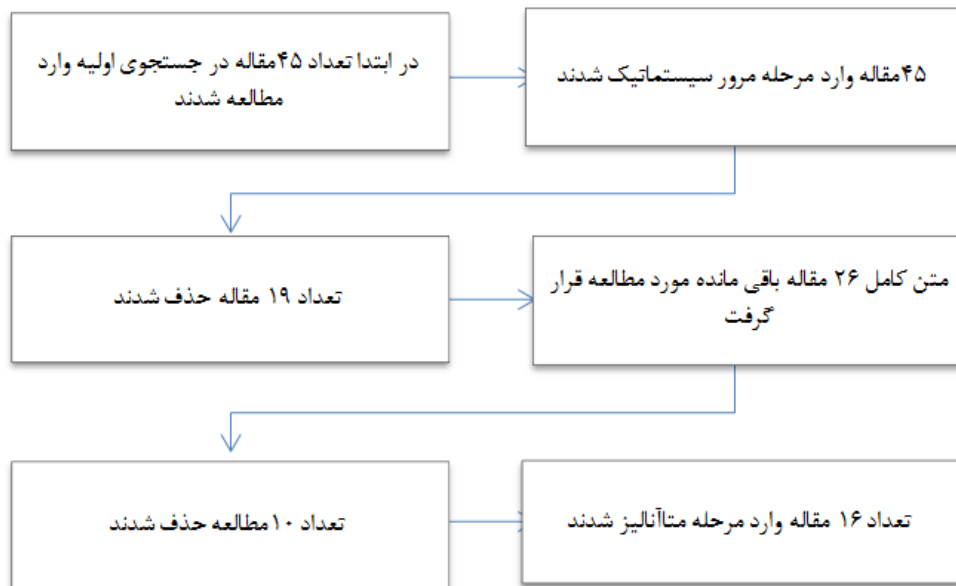 در ابتدا تعداد ۴۵مقاله در جستجوی اولیه وارد
مطالعه شدند
۴۵مقاله وارد مرحله مرور سیستماتیک شدند
تعداد ۱۹ مقاله حذف شدند
متن کامل ۲۶ مقاله باقی مانده مورد مطالعه قرار
گرفت
تعداد ۱۰مطالعه حذف شدند
تعداد ۱۶ مقاله وارد مرحله متاآنالیز شدند